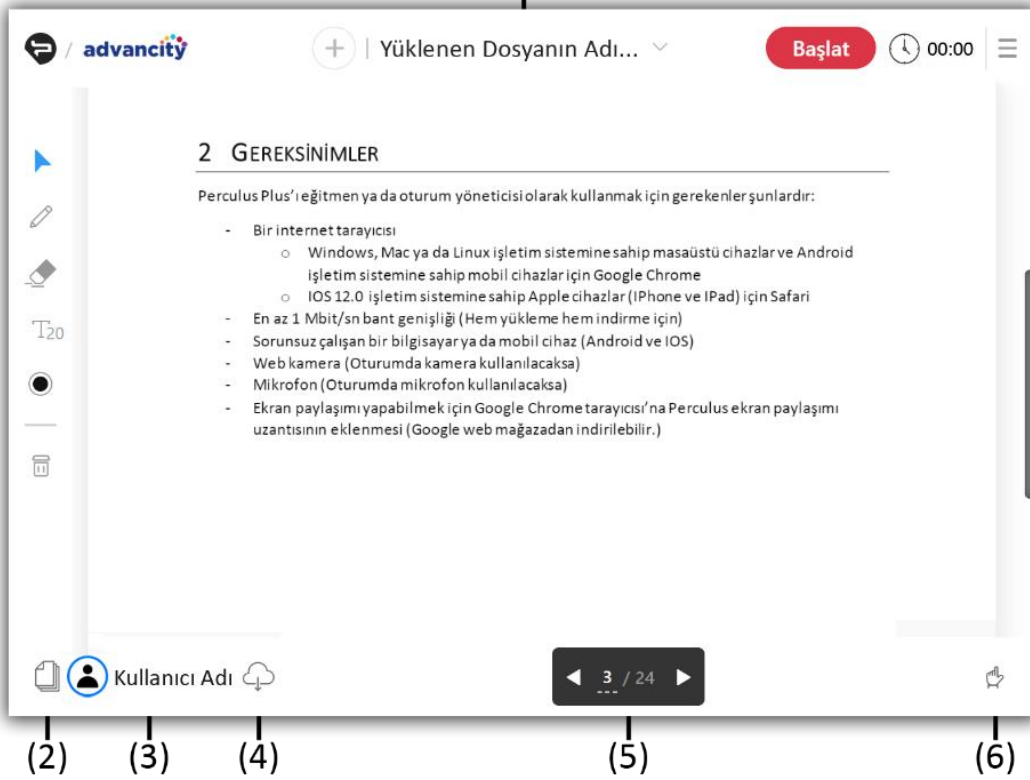 / advancity
+ | Yüklenen Dosyanın Adı...
Başlat
00:00
2 GEREKSİNİMLER
Perculus Plus’ı eğitmen ya da oturum yöneticisi olarak kullanmak için gerekenler şunlardır:
- Bir internet tarayıcısı
o Windows, Mac ya da Linux işletim sistemine sahip masaüstü cihazlar ve Android
işletim sistemine sahip mobil cihazlar için Google Chrome
o IOS 12.0 işletim sistemine sahip Apple cihazlar (IPhone ve IPad) için Safari
- En az 1 Mbit/sn bant genişliği (Hem yükleme hem indirme için)
- Sorunsuz çalışan bir bilgisayar ya da mobil cihaz (Android ve IOS)
- Web kamera (Oturumda kamera kullanılacaksa)
- Mikrofon (Oturumda mikrofon kullanılacaksa)
- Ekran paylaşımı yapabilmek için Google Chrome tarayıcısı’na Perculus ekran paylaşımı
uzantısının eklenmesi (Google web mağazadan indirilebilir.)
T20
Kullanıcı Adı
3 / 24
(2) (3) (4) (5) (6)